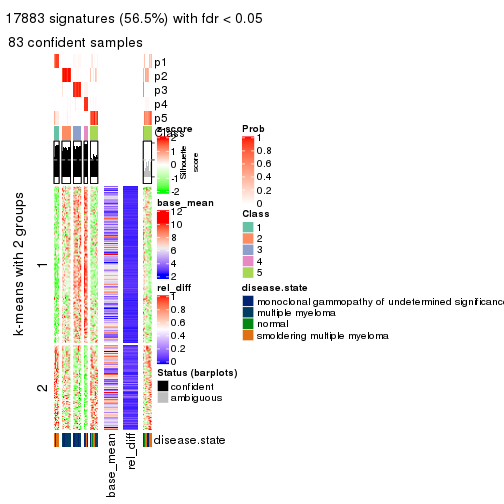 17883 signatures (56.5%) with fdr < 0.05
83 confident samples
p1
p2
p3
p4
p5
Class
Silhouette
score
k-means with 2 groups
1
2
base_mean
rel_diff
disease.state
z-score
2
1
0
-1
-2
base_mean
12
10
8
6
4
2
rel_diff
1
0.8
0.6
0.4
0.2
0
Status (barplots)
confident
ambiguous
Prob
1
0.8
0.6
0.4
0.2
0
Class
1
2
3
4
5
disease.state
monoclonal gammopathy of undetermined significance
multiple myeloma
normal
smoldering multiple myeloma